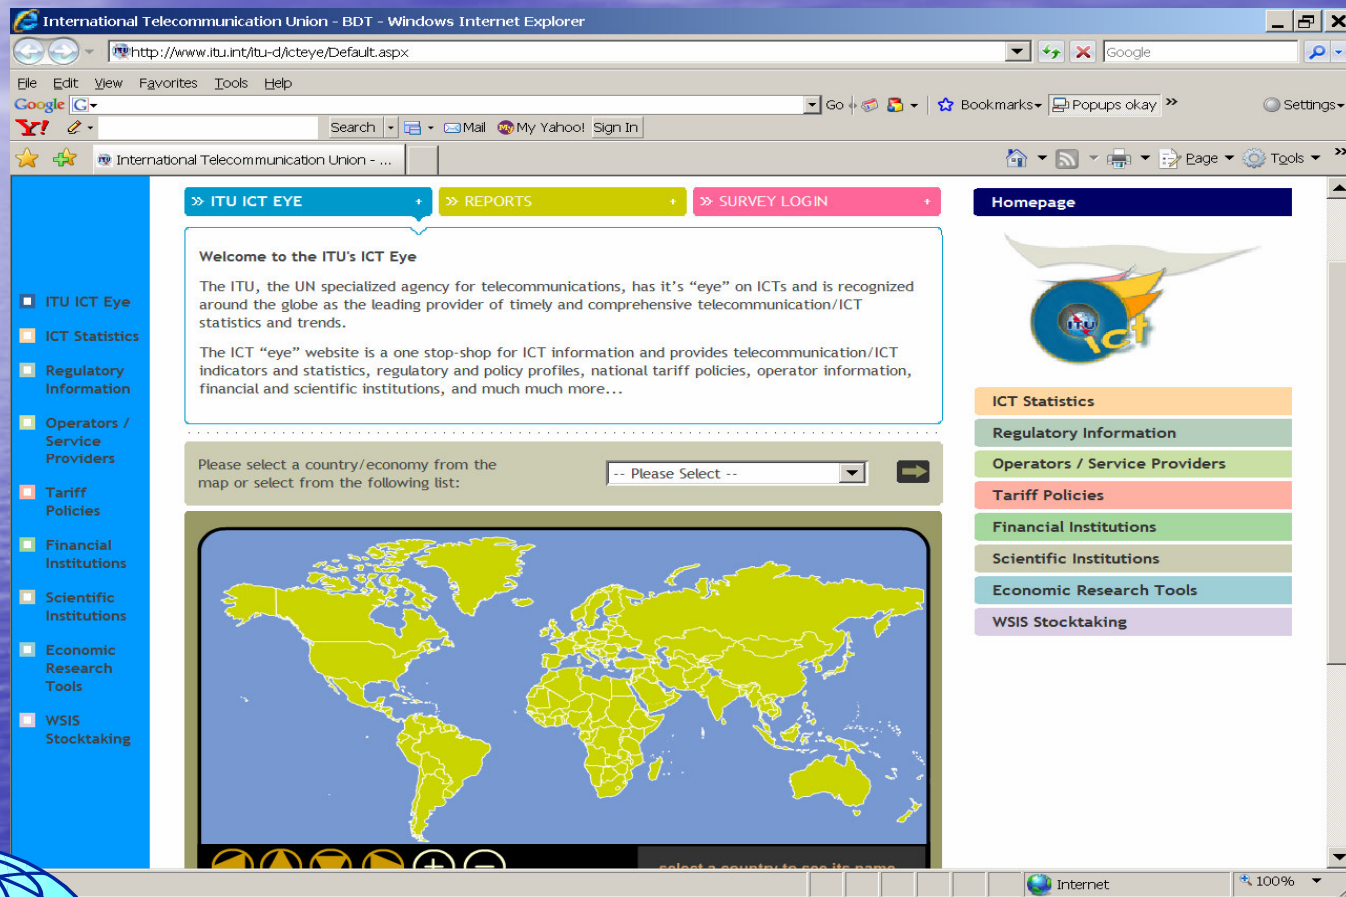 International Telecommunication Union - BDT - Windows Internet Explorer
http://www.itu.int/itu-d/icteye/Default.aspx
Google
File Edit View Favorites Tools Help
Google G Go Bookmarks Popups okay » Settings
Y! Search Mail My Yahoo! Sign In
International Telecommunication Union - ... Page Tools »
» ITU ICT EYE +
» REPORTS +
» SURVEY LOGIN +
Homepage
Welcome to the ITU's ICT Eye
The ITU, the UN specialized agency for telecommunications, has it's “eye” on ICTs and is recognized
around the globe as the leading provider of timely and comprehensive telecommunication/ICT
statistics and trends.
The ICT “eye” website is a one stop-shop for ICT information and provides telecommunication/ICT
indicators and statistics, regulatory and policy profiles, national tariff policies, operator information,
financial and scientific institutions, and much much more...
Please select a country/economy from the
map or select from the following list:
-- Please Select --
ITU ICT Eye
ICT Statistics
Regulatory
Information
Operators /
Service
Providers
Tariff
Policies
Financial
Institutions
Scientific
Institutions
Economic
Research
Tools
WSIS
Stocktaking
ITU
ict
ICT Statistics
Regulatory Information
Operators / Service Providers
Tariff Policies
Financial Institutions
Scientific Institutions
Economic Research Tools
WSIS Stocktaking
select a country to see its name
Internet
100%